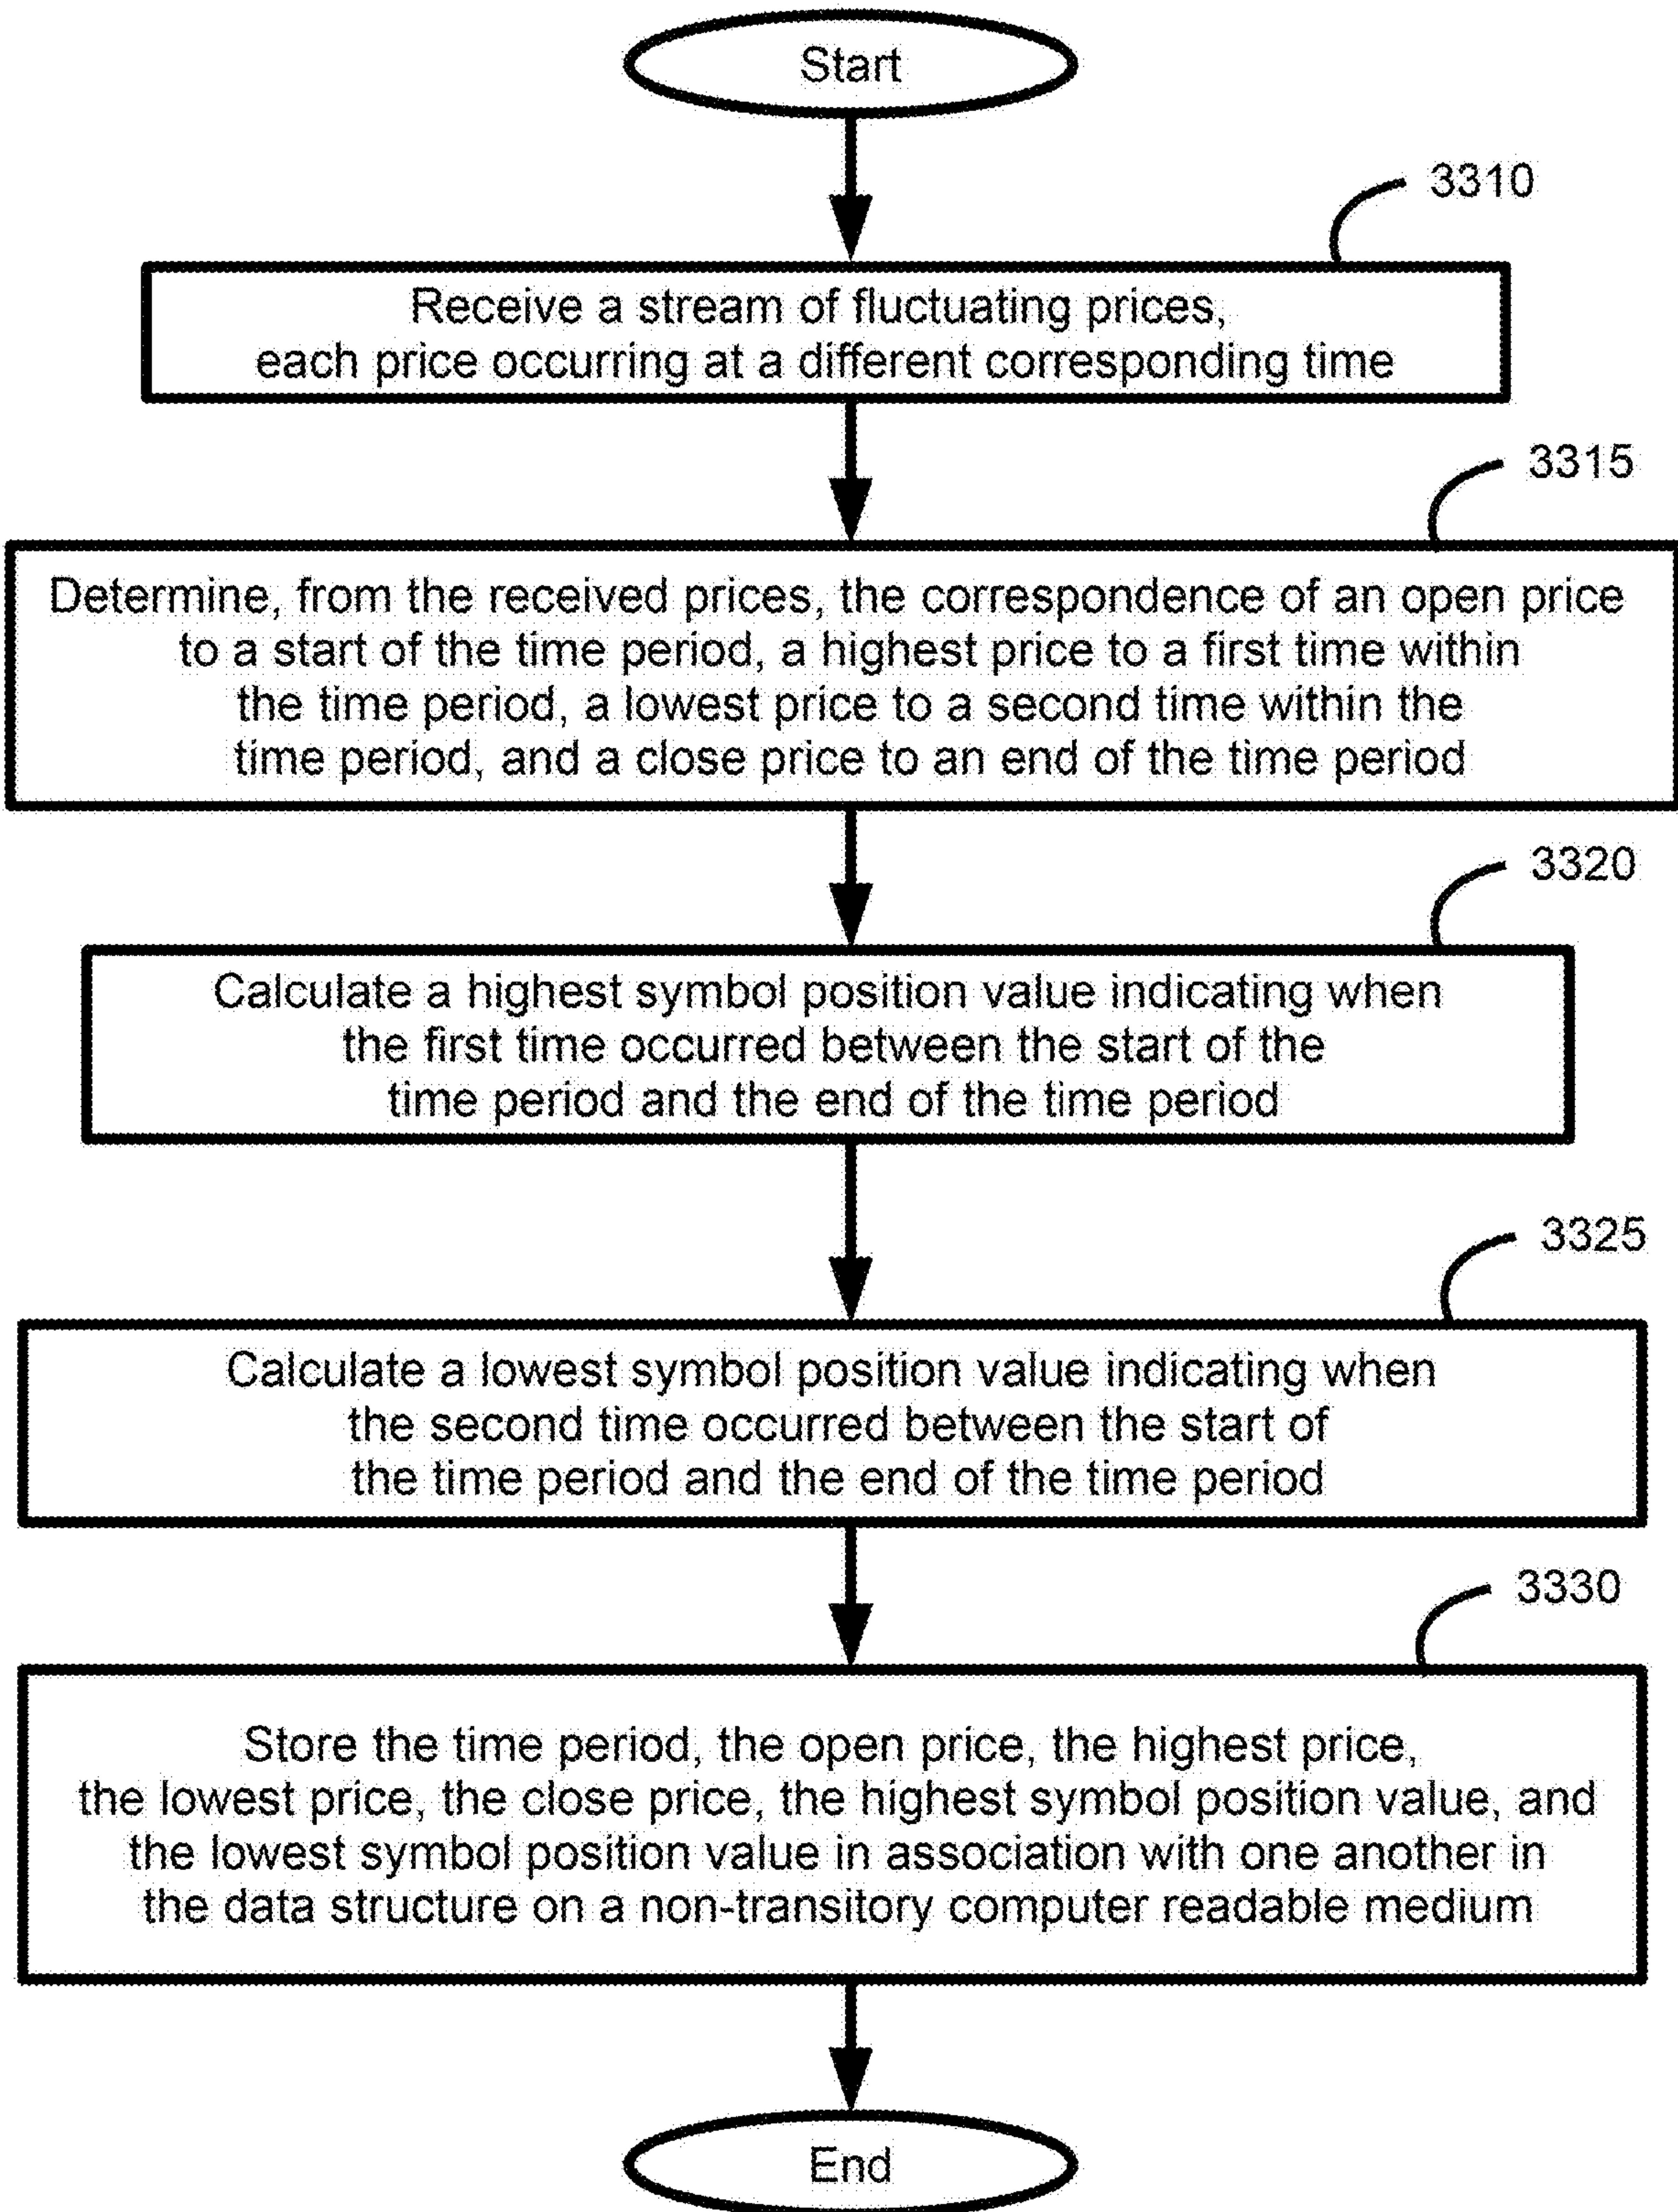 Start
3310
Receive a stream of fluctuating prices,
each price occurring at a different corresponding time
3315
Determine, from the received prices, the correspondence of an open price
to a start of the time period, a highest price to a first time within
the time period, a lowest price to a second time within the
time period, and a close price to an end of the time period
3320
Calculate a highest symbol position value indicating when
the first time occurred between the start of the
time period and the end of the time period
3325
Calculate a lowest symbol position value indicating when
the second time occurred between the start of
the time period and the end of the time period
3330
Store the time period, the open price, the highest price,
the lowest price, the close price, the highest symbol position value, and
the lowest symbol position value in association with one another in
the data structure on a non-transitory computer readable medium
End